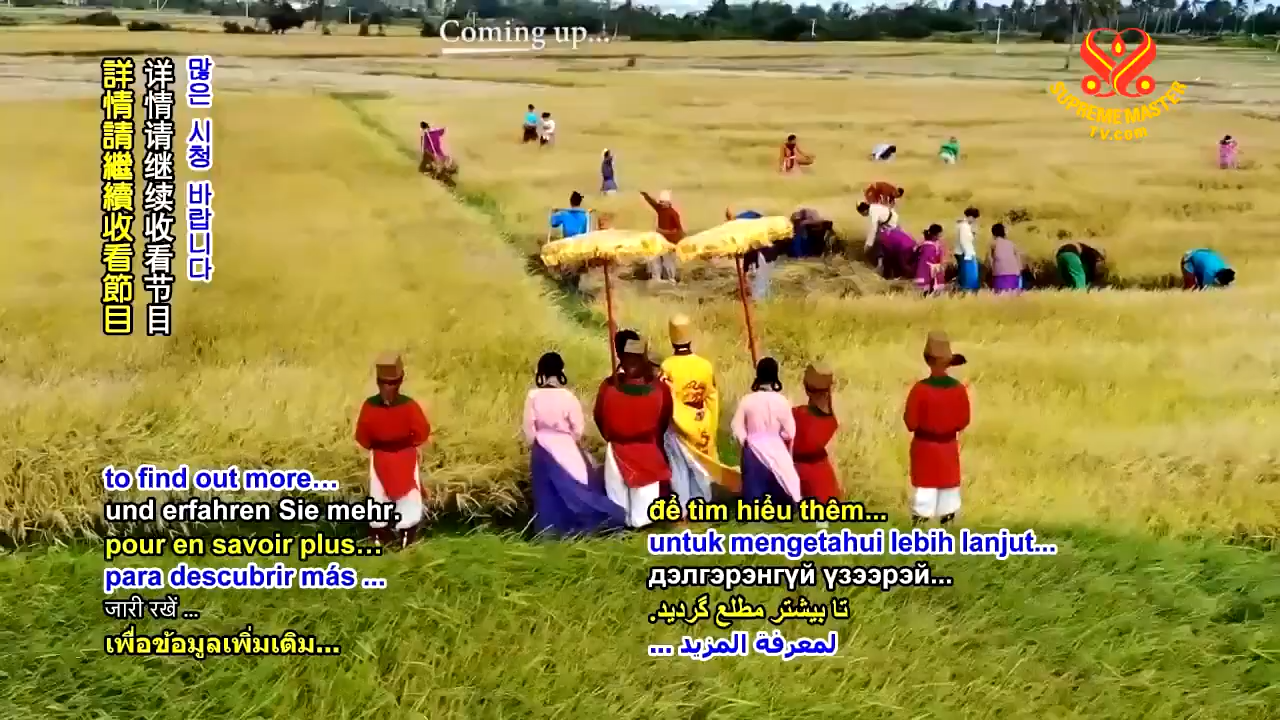 Coming up...
SUPREME MASTER
TV.com
많은 시청 바랍니다
详情请继续收看节目
詳情請繼續收看節目
to find out more…
und erfahren Sie mehr.
pour en savoir plus…
para descubrir más ...
जारी रखें ...
เพื่อข้อมูลเพิ่มเติม...
để tìm hiểu thêm...
untuk mengetahui lebih lanjut...
дэлгэрэнгүй үзээрэй...
تا بیشتر مطلع گردید.
لمعرفة المزيد ...